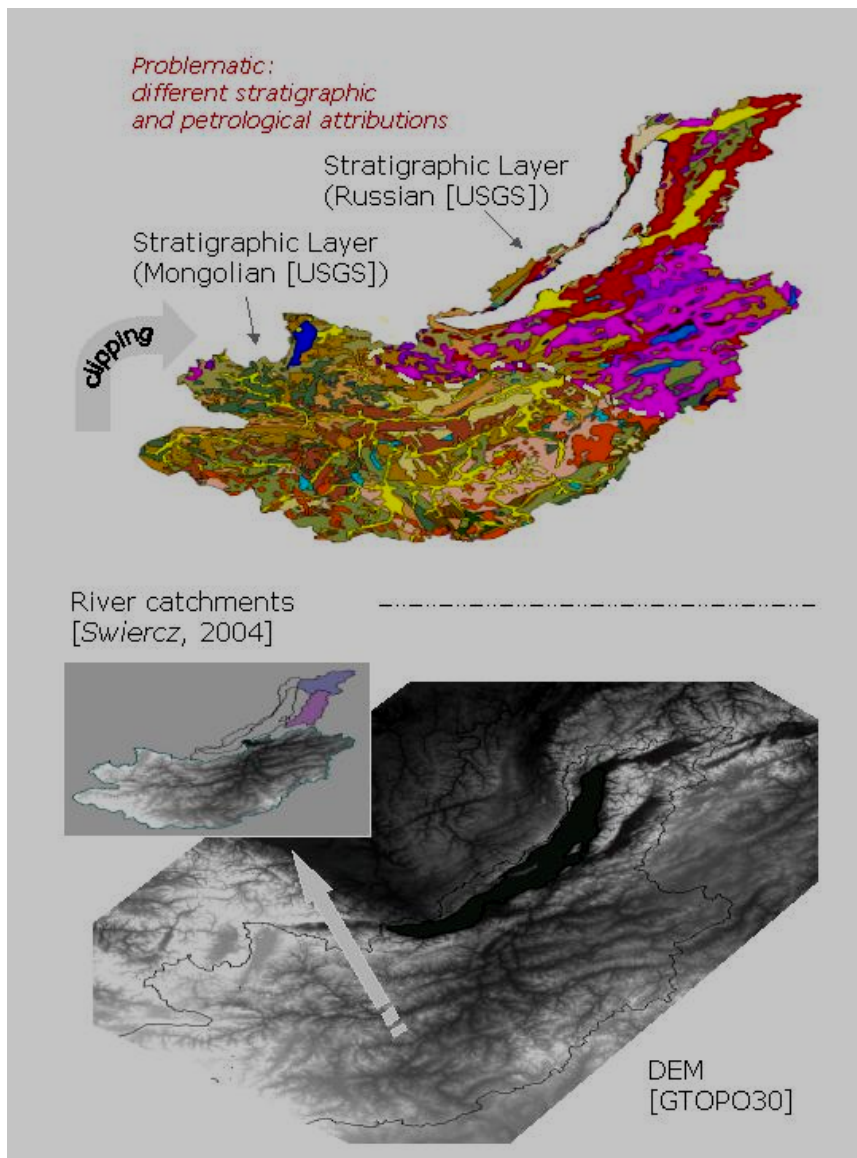 Problematic:
different stratigraphic
and petrological attributions
Stratigraphic Layer
(Russian [USGS])
Stratigraphic Layer
(Mongolian [USGS])
clipping
River catchments
[Swiercz, 2004]
DEM
[GTOPO30]